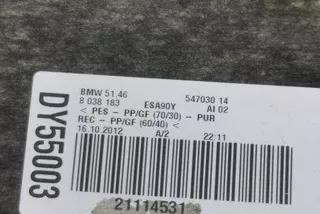 BMW 51.46 547030 14
8 038 183 ESA90Y AI 02
< PES - PP/GF (70/30) - PUR
REC - PP/GF (60/40) <
16.10.2012 A/2 22:11
DY55003
21114531